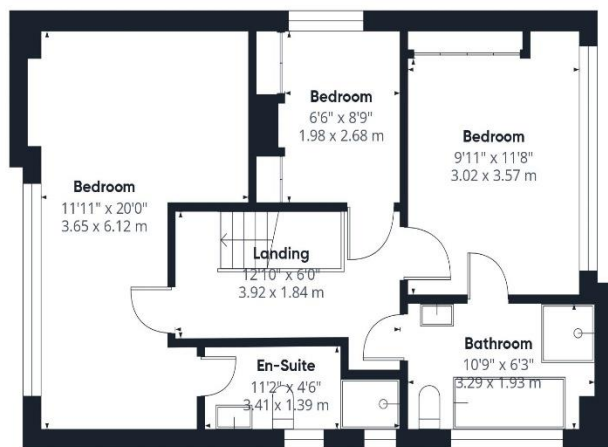 Bedroom
6'6" x 8'9"
1.98 x 2.68 m
Bedroom
9'11" x 11'8"
3.02 x 3.57 m
Bedroom
11'11" x 20'0"
3.65 x 6.12 m
Landing
12'10" x 6'0"
3.92 x 1.84 m
Bathroom
10'9" x 6'3"
3.29 x 1.93 m
En-Suite
11'2" x 4'6"
3.41 x 1.39 m